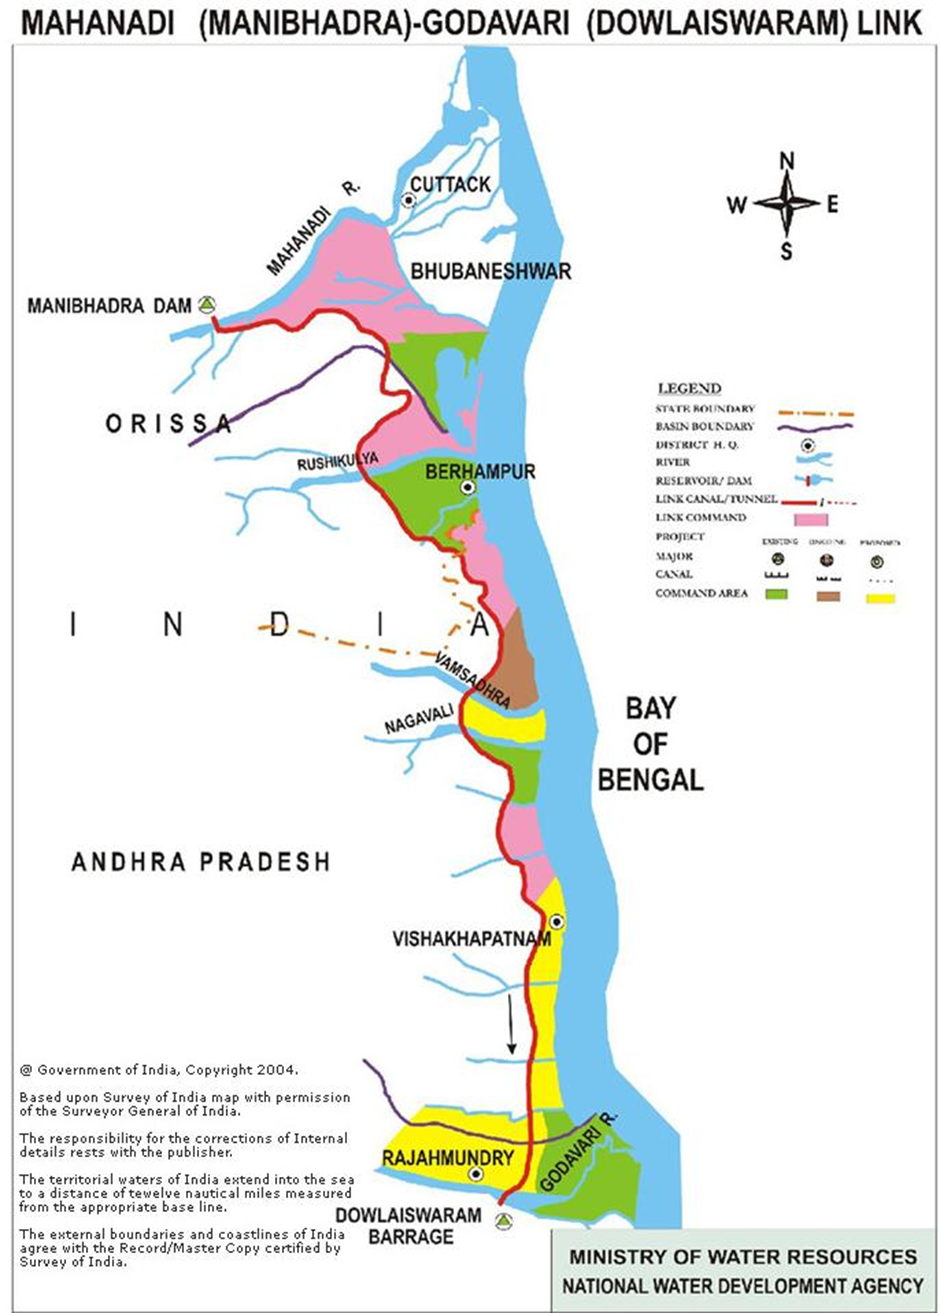 MAHANADI (MANIBHADRA)-GODAVARI (DOWLAISWARAM) LINK
N
W E
S
CUTTACK
MAHANADI R.
BHUBANESHWAR
MANIBHADRA DAM
ORISSA
RUSHIKULYA
BERHAMPUR
LEGEND
STATE BOUNDARY
BASIN BOUNDARY
DISTRICT H. Q.
RIVER
RESERVOIR/ DAM
LINK CANAL/TUNNEL
LINK COMMAND
PROJECT EXISTING ONGOING PROPOSED
MAJOR
CANAL
COMMAND AREA
I N D I A
VAMSADHRA
NAGAVALI
BAY
OF
BENGAL
ANDHRA PRADESH
VISHAKHAPATNAM
@ Government of India, Copyright 2004.
Based upon Survey of India map with permission
of the Surveyor General of India.
The responsibility for the corrections of Internal
details rests with the publisher.
The territorial waters of India extend into the sea
to a distance of tewelve nautical miles measured
from the appropriate base line.
The external boundaries and coastlines of India
agree with the Record/Master Copy certified by
Survey of India.
RAJAHMUNDRY
GODAVARI R.
DOWLAISWARAM
BARRAGE
MINISTRY OF WATER RESOURCES
NATIONAL WATER DEVELOPMENT AGENCY